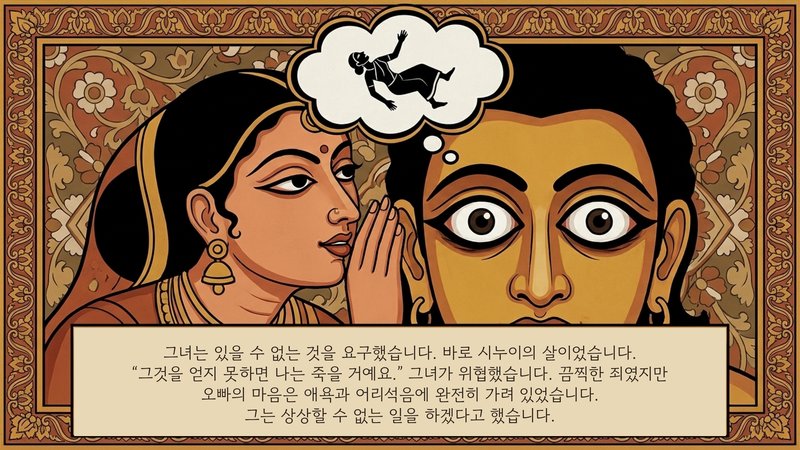 그녀는 있을 수 없는 것을 요구했습니다. 바로 시누이의 살이었습니다.
“그것을 얻지 못하면 나는 죽을 거예요.” 그녀가 위협했습니다. 끔찍한 죄였지만
오빠의 마음은 애욕과 어리석음에 완전히 가려 있었습니다.
그는 상상할 수 없는 일을 하겠다고 했습니다.